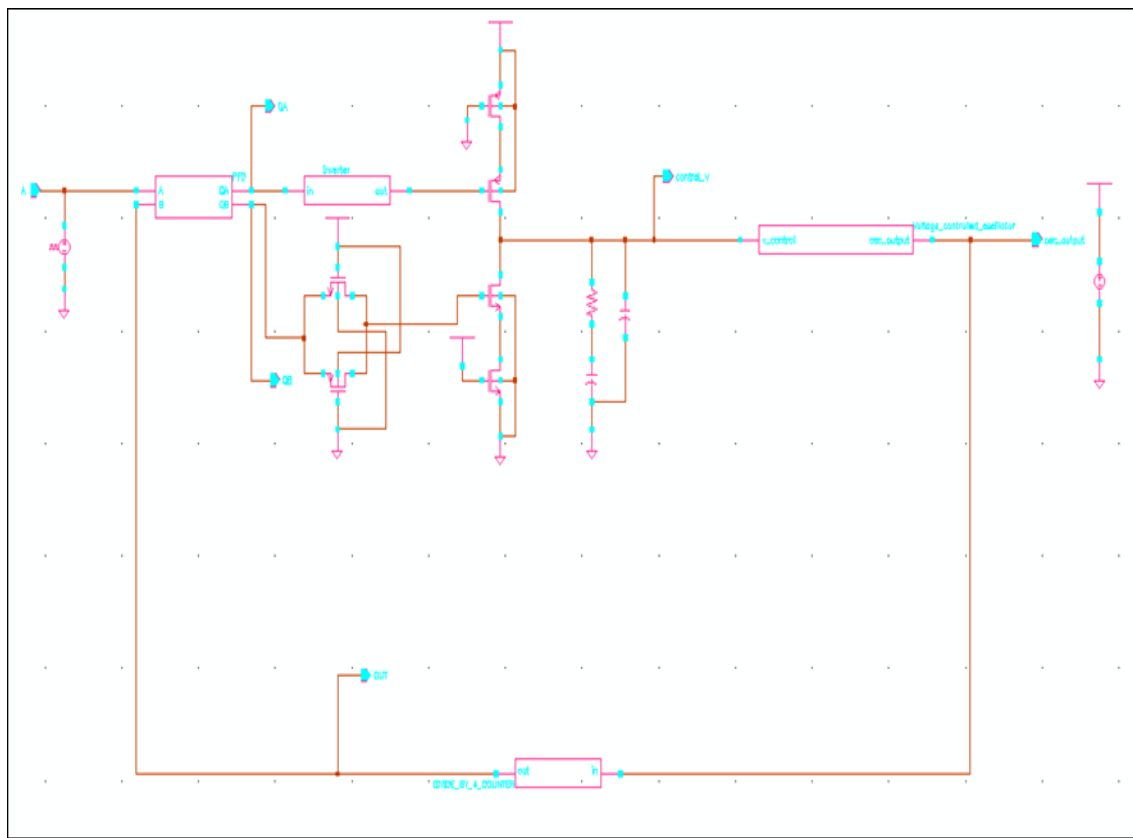 QA
PFD
Inverter
control_v
A
A
QA
in
out
B
QB
Voltage_controlled_oscillator
v_control
osc_output
osc_output
QB
OUT
out
in
DIVIDE_BY_4_COUNTER